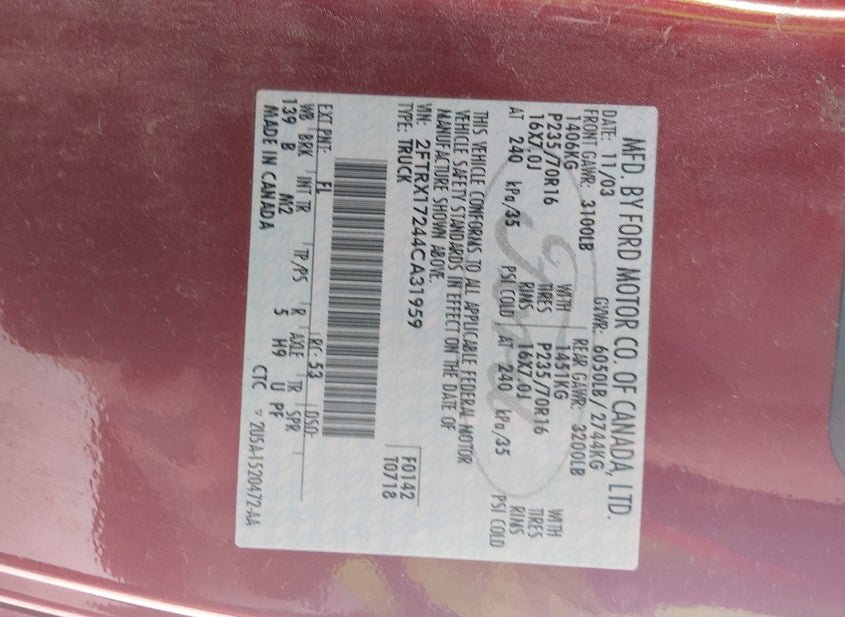 MFD. BY FORD MOTOR CO. OF CANADA, LTD.
DATE: 11/03 GVWR: 6050LB / 2744KG
FRONT GAWR: 3100LB REAR GAWR: 3200LB
1406KG WITH 1451KG WITH
P235/70R16 TIRES P235/70R16 TIRES
16X7.0J RINS 16X7.0J RINS
AT 240 kPa/35 PSI COLD AT 240 kPa/35 PSI COLD
THIS VEHICLE CONFORMS TO ALL APPLICABLE FEDERAL MOTOR
VEHICLE SAFETY STANDARDS IN EFFECT ON THE DATE OF
MANUFACTURE SHOWN ABOVE.
VIN: 2FTRX17244CA31959 F0142
TYPE: TRUCK T0718
EXT PNT: FL RC: 53 DSO:
WB BRK INT TR TP/PS R AXLE TR SPR
139 B M2 5 H9 U PF
MADE IN CANADA CTC 2U5A-1520472-AA